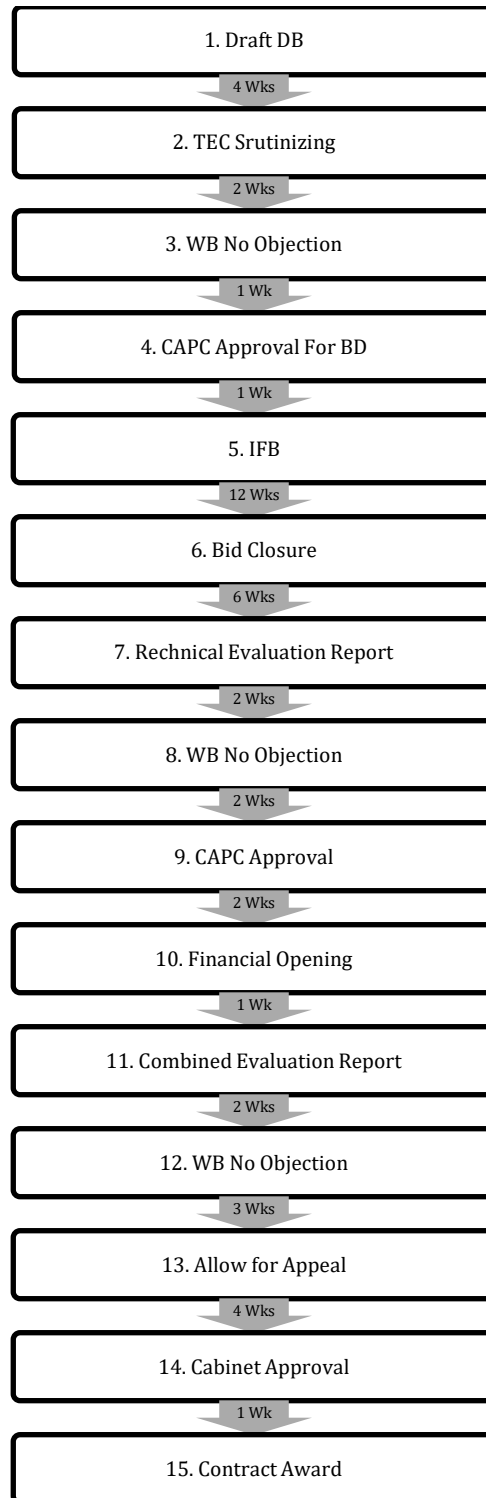 1. Draft DB
4 Wks
2. TEC Srutinizing
2 Wks
3. WB No Objection
1 Wk
4. CAPC Approval For BD
1 Wk
5. IFB
12 Wks
6. Bid Closure
6 Wks
7. Rechnical Evaluation Report
2 Wks
8. WB No Objection
2 Wks
9. CAPC Approval
2 Wks
10. Financial Opening
1 Wk
11. Combined Evaluation Report
2 Wks
12. WB No Objection
3 Wks
13. Allow for Appeal
4 Wks
14. Cabinet Approval
1 Wk
15. Contract Award